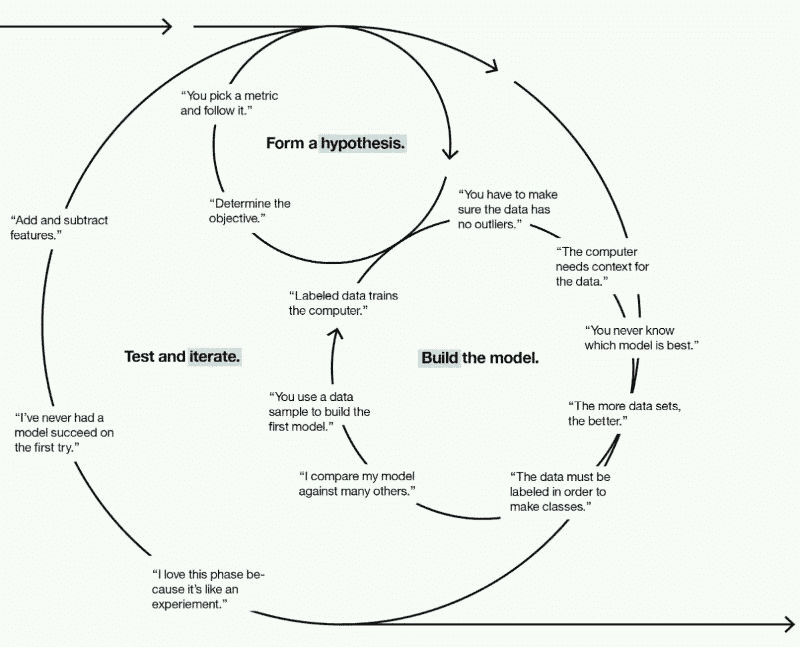 “You pick a metric
and follow it.”
Form a hypothesis.
“Determine the
objective.”
“You have to make
sure the data has
no outliers.”
“Add and subtract
features.”
“The computer
needs context for
the data.”
“Labeled data trains
the computer.”
“You never know
which model is best.”
Test and iterate.
Build the model.
“You use a data
sample to build the
first model.”
“The more data sets,
the better.”
“I’ve never had a
model succeed on
the first try.”
“I compare my model
against many others.”
“The data must be
labeled in order to
make classes.”
“I love this phase be-
cause it’s like an
experiement.”